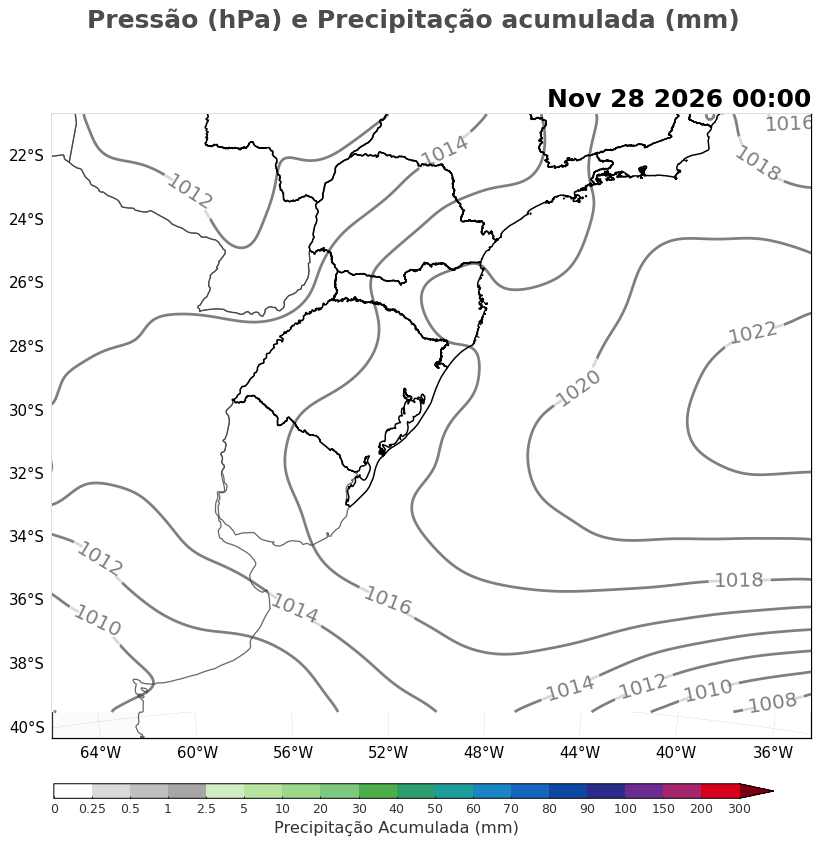 Pressão (hPa) e Precipitação acumulada (mm)
Nov 28 2026 00:00
1016
1014
1018
22°S
1012
24°S
26°S
1022
28°S
1020
30°S
32°S
34°S
1012
1018
36°S
1016
1014
1010
38°S
1014
1012
1010
1008
40°S
64°W 60°W 56°W 52°W 48°W 44°W 40°W 36°W
0 0.25 0.5 1 2.5 5 10 20 30 40 50 60 70 80 90 100 150 200 300
Precipitação Acumulada (mm)